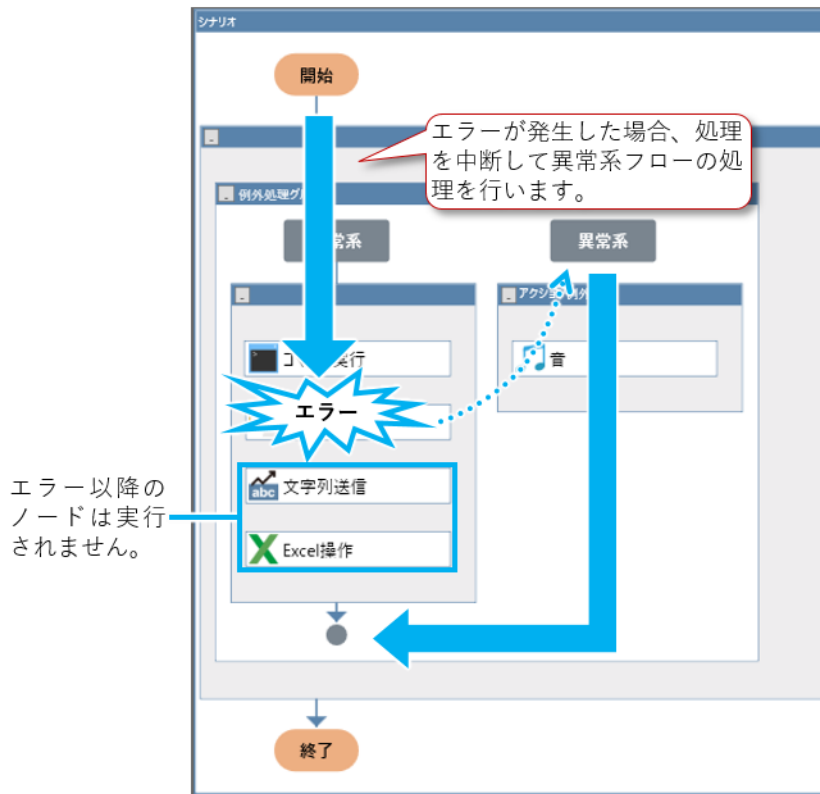 シナリオ
開始
エラーが発生した場合、処理
を中断して異常系フローの処
理を行います。
例外処理グル
常系
異常系
アクショ
例外
コ
実行
音
エラー
文字列送信
abc
Excel操作
エラー以降の
ノードは実行
されません。
終了